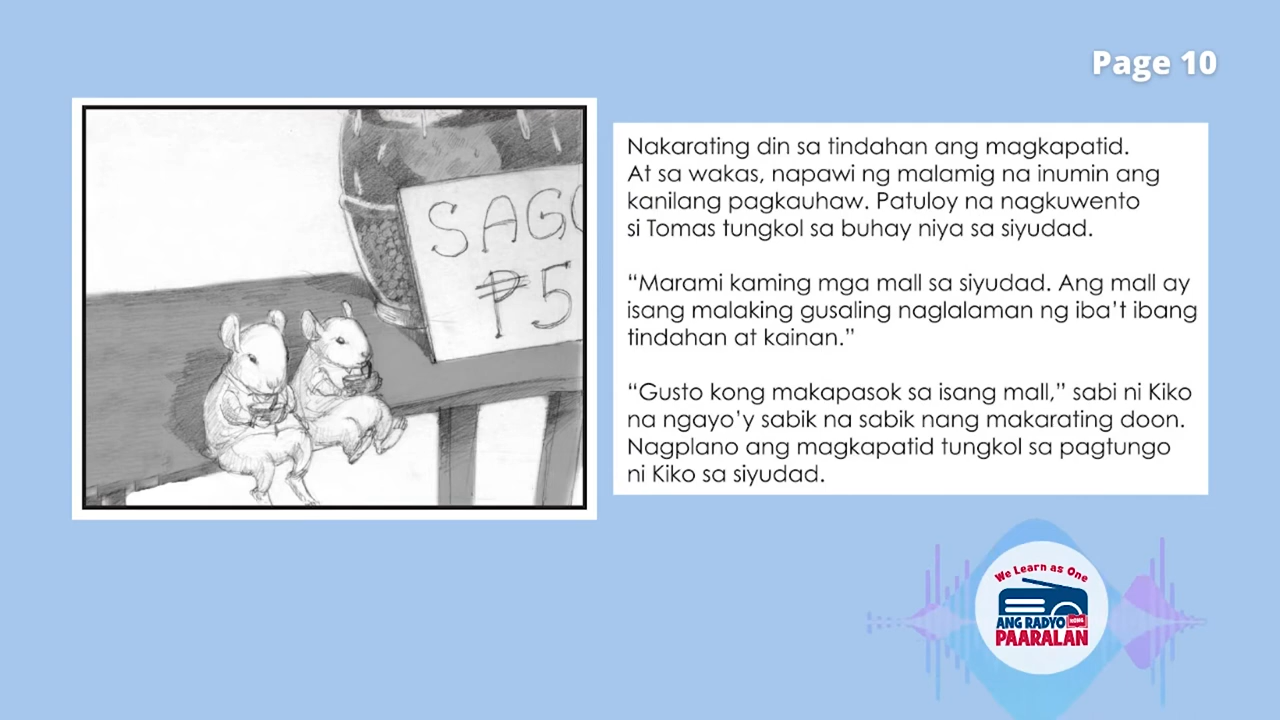 Page 10
SAGO
₱5
Nakarating din sa tindahan ang magkapatid.
At sa wakas, napawi ng malamig na inumin ang
kanilang pagkauhaw. Patuloy na nagkuwento
si Tomas tungkol sa buhay niya sa siyudad.
“Marami kaming mga mall sa siyudad. Ang mall ay
isang malaking gusaling naglalaman ng iba’t ibang
tindahan at kainan.”
“Gusto kong makapasok sa isang mall,” sabi ni Kiko
na ngayo’y sabik na sabik nang makarating doon.
Nagplano ang magkapatid tungkol sa pagtungo
ni Kiko sa siyudad.
We Learn as One
ANG RADYO KONG
PAARALAN